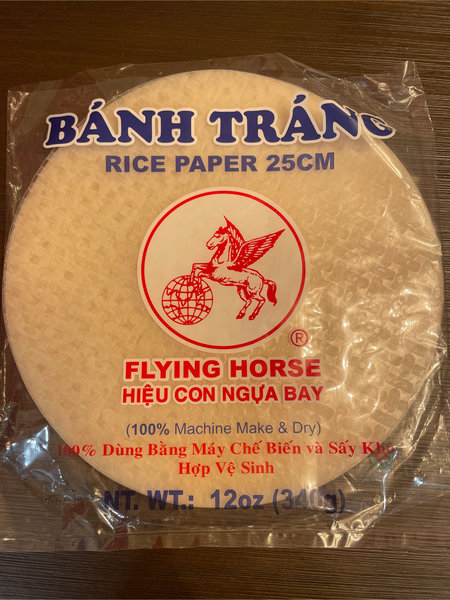 BÁNH TRÁNG
RICE PAPER 25CM
®
FLYING HORSE
HIỆU CON NGỰA BAY
(100% Machine Make & Dry)
100% Dùng Bằng Máy Chế Biến và Sấy Khô
Hợp Vệ Sinh
NT. WT.: 12oz (340g)